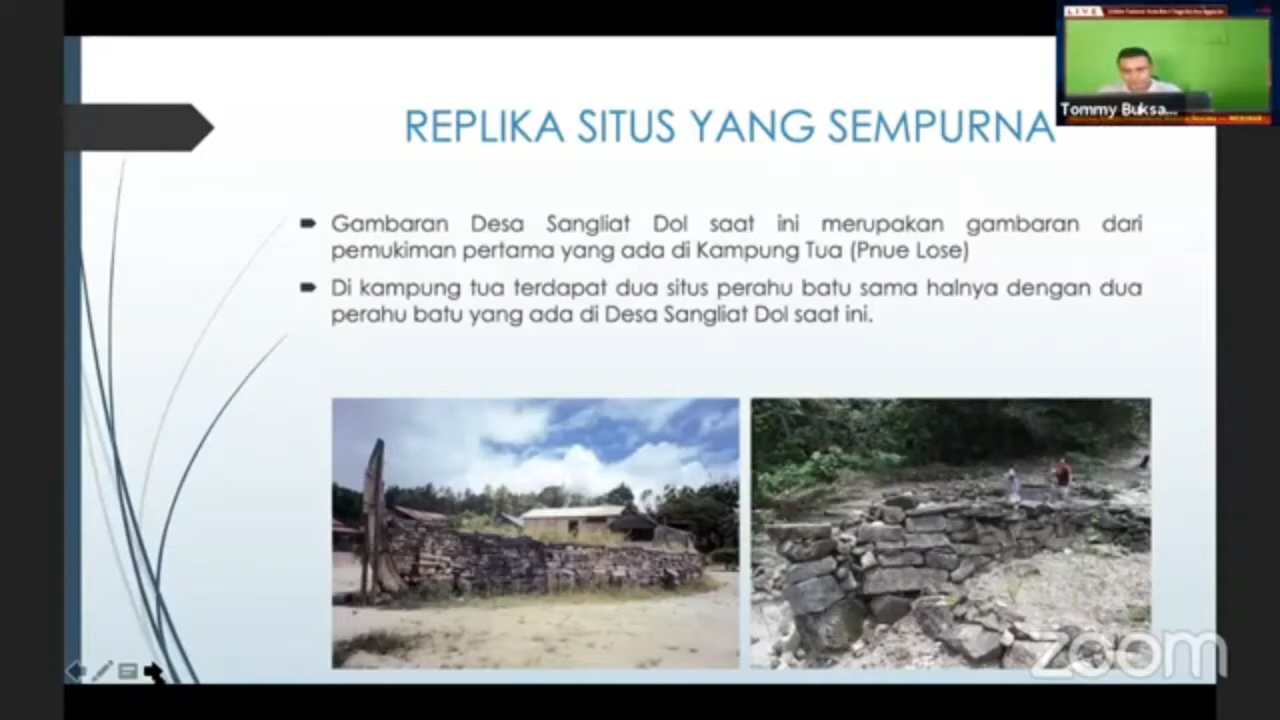 LIVE
Tommy Buksa...
REPLIKA SITUS YANG SEMPURNA
Gambaran Desa Sangliat Dol saat ini merupakan gambaran dari
pemukiman pertama yang ada di Kampung Tua (Pnue Lose)
Di kampung tua terdapat dua situs perahu batu sama halnya dengan dua
perahu batu yang ada di Desa Sangliat Dol saat ini.
zoom